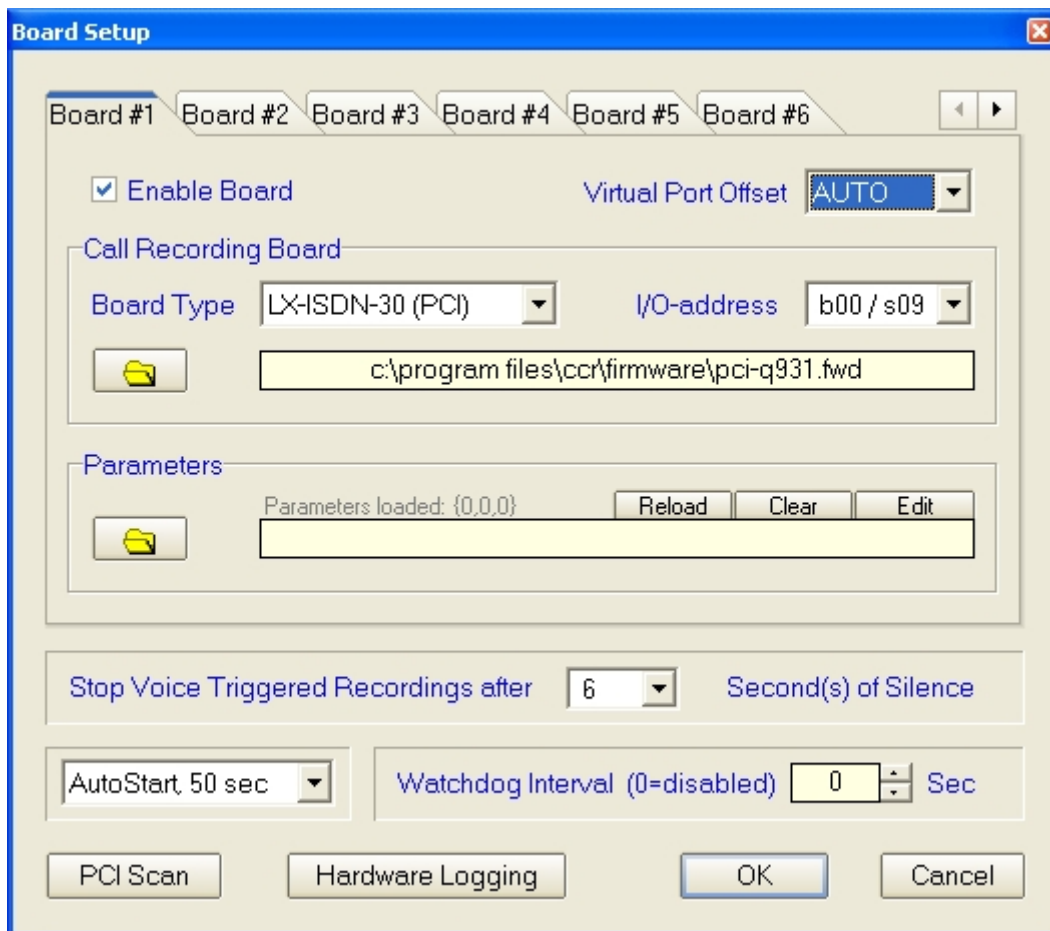 Board Setup
Board #1 Board #2 Board #3 Board #4 Board #5 Board #6
Enable Board Virtual Port Offset AUTO
Call Recording Board
Board Type LX-ISDN-30 (PCI) I/O-address b00 / s09
c:\program files\ccr\firmware\pci-q931.fwd
Parameters
Parameters loaded: {0,0,0} Reload Clear Edit
Stop Voice Triggered Recordings after 6 Second(s) of Silence
AutoStart, 50 sec Watchdog Interval (0=disabled) 0 Sec
PCI Scan Hardware Logging OK Cancel